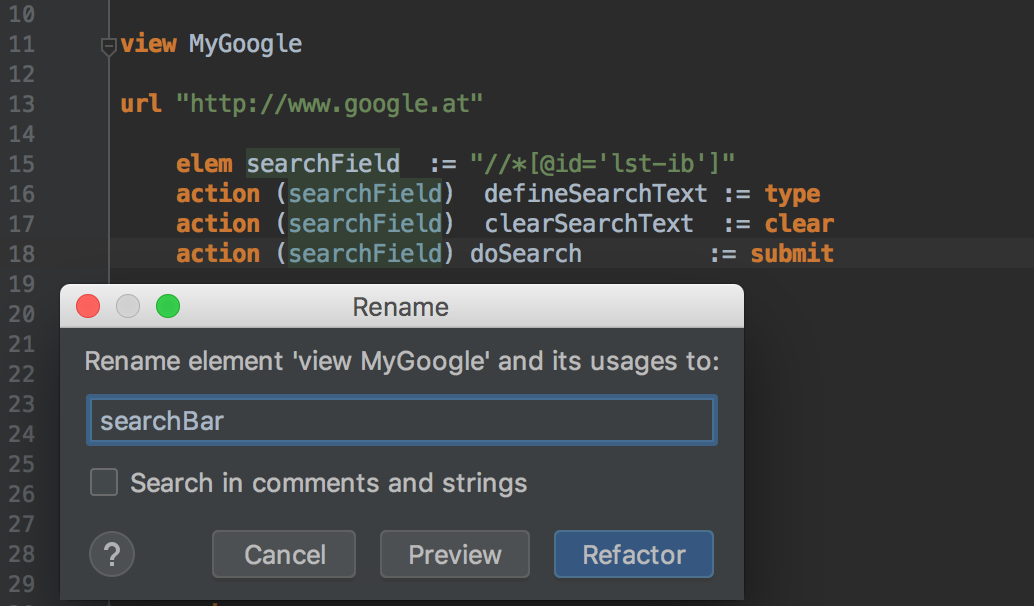 10
11 view MyGoogle
12
13 url "http://www.google.at"
14
15 elem searchField := "//*[@id='lst-ib']"
16 action (searchField) defineSearchText := type
17 action (searchField) clearSearchText := clear
18 action (searchField) doSearch := submit
19
20
21
22
23
24
25
26
27
28
29
Rename
Rename element 'view MyGoogle' and its usages to:
searchBar
Search in comments and strings
? Cancel Preview Refactor